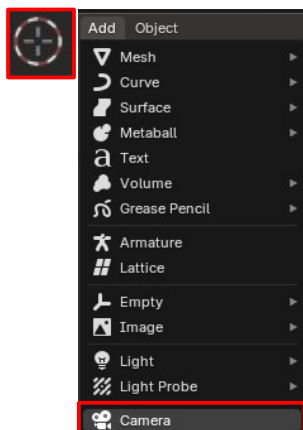 Add Object
Mesh
Curve
Surface
Metaball
Text
Volume
Grease Pencil
Armature
Lattice
Empty
Image
Light
Light Probe
Camera